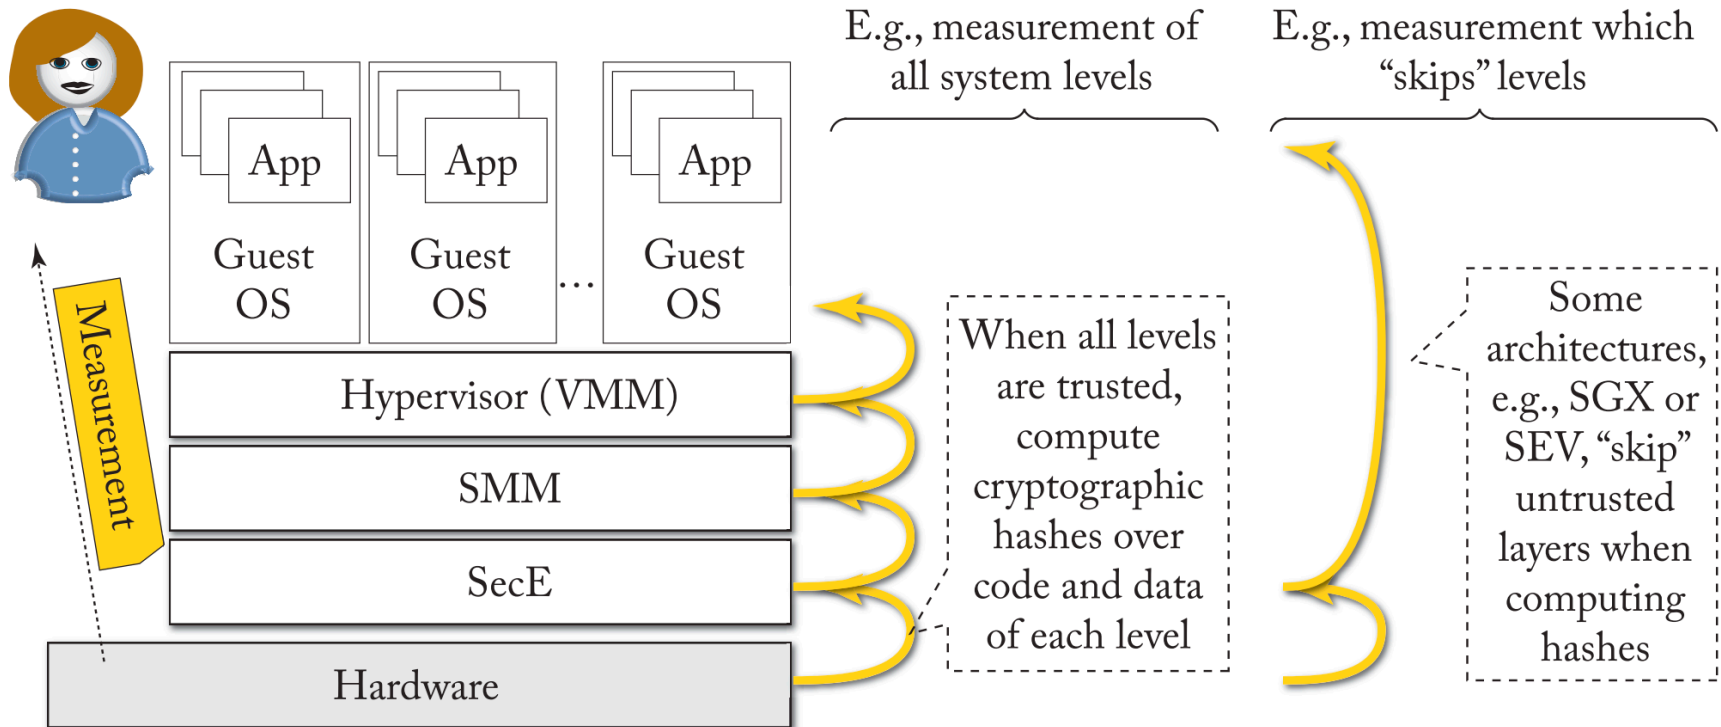 E.g., measurement of
all system levels
E.g., measurement which
“skips” levels
App
App
App
Guest
OS
Guest
OS
...
Guest
OS
Measurement
Hypervisor (VMM)
SMM
SecE
Hardware
When all levels
are trusted,
compute
cryptographic
hashes over
code and data
of each level
Some
architectures,
e.g., SGX or
SEV, “skip”
untrusted
layers when
computing
hashes